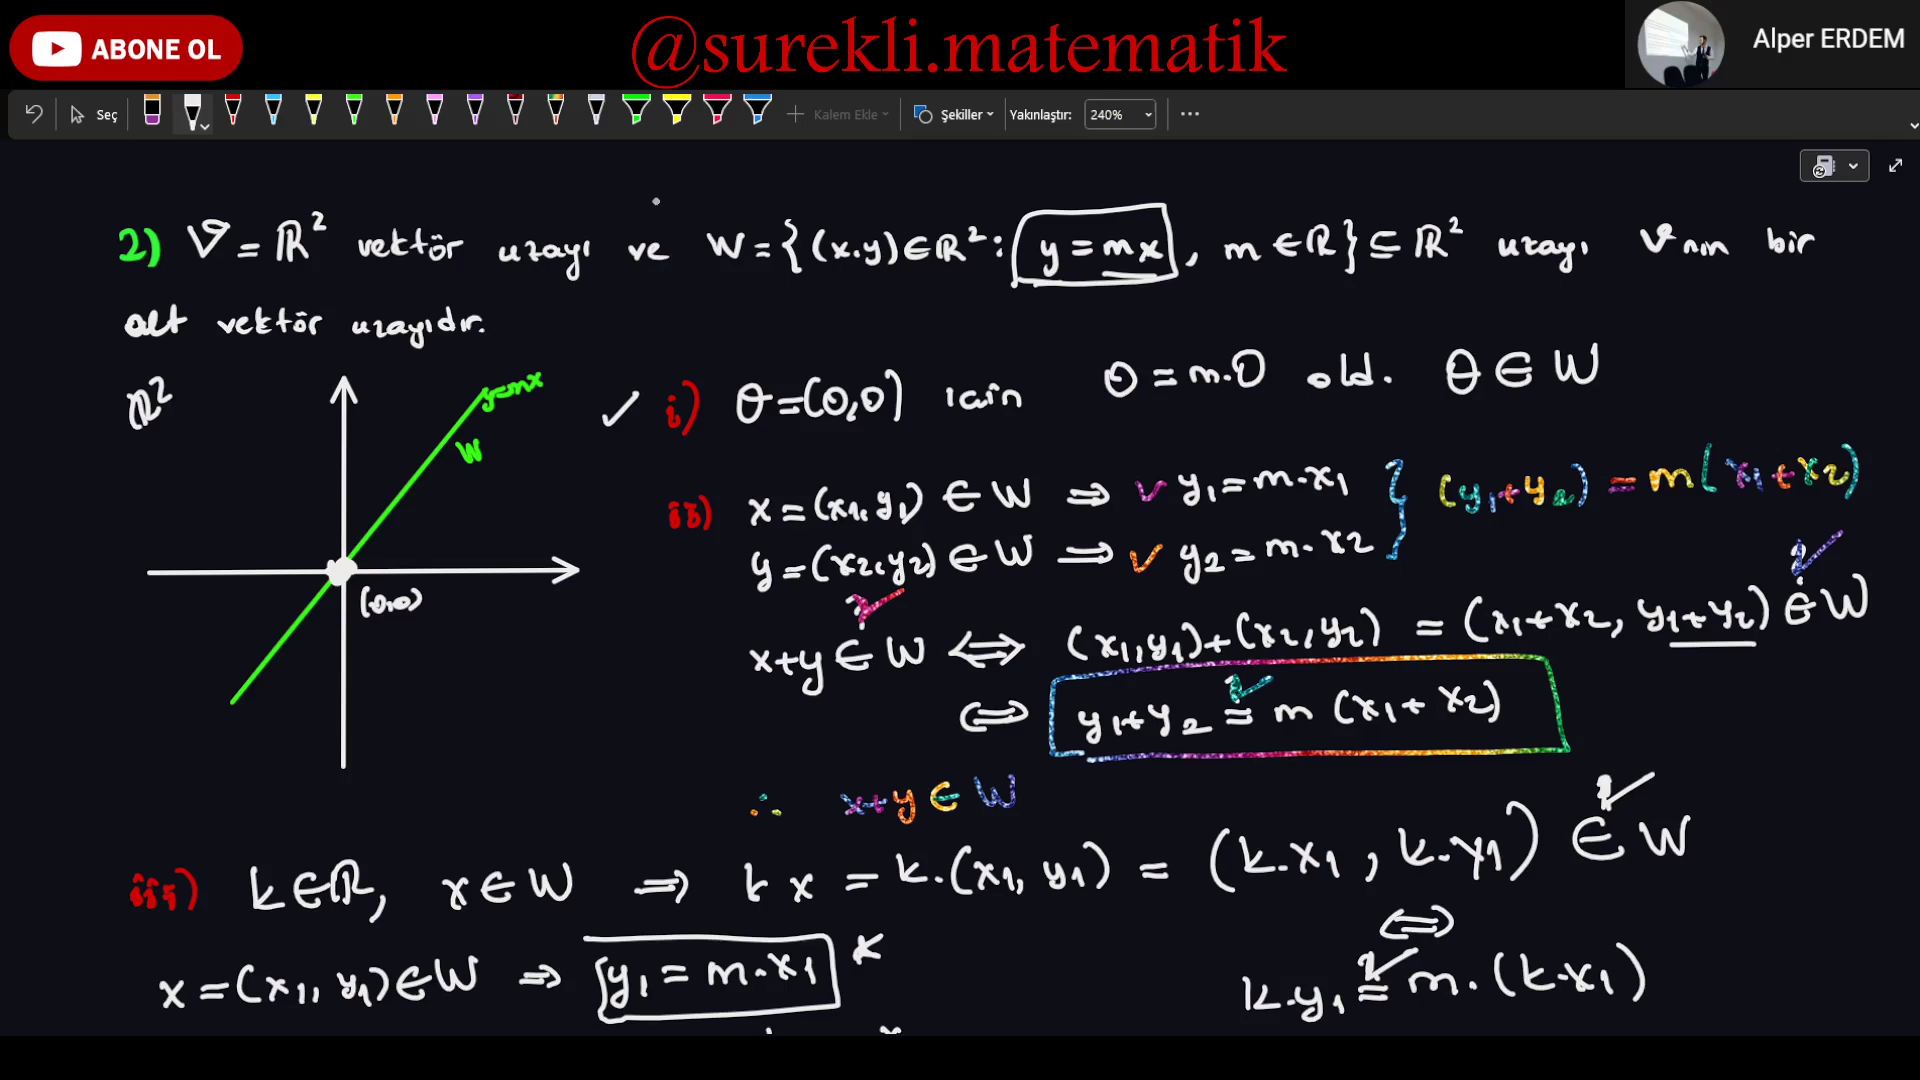 ABONE OL
@surekli.matematik
Alper ERDEM
Seç
Kalem Ekle
Şekiller
Yakınlaştır:
240%
2) V = ℝ² vektör uzayı ve W = {(x,y) ∈ ℝ² : y = mx, m ∈ ℝ} ⊆ ℝ² uzayı V nin bir
alt vektör uzayıdır.
ℝ²
y=mx
W
(0,0)
✓ i) θ = (0,0) için 0 = m.0 old. θ ∈ W
ii) x = (x₁, y₁) ∈ W ⇒ ✓ y₁ = m.x₁
y = (x₂, y₂) ∈ W ⇒ ✓ y₂ = m.x₂
} (y₁+y₂) = m(x₁+x₂)
x+y ∈ W ⇔ (x₁,y₁)+(x₂,y₂) = (x₁+x₂, y₁+y₂) ∈ W
⇔ y₁+y₂ = m (x₁+x₂)
∴ x+y ∈ W
iii) k ∈ ℝ, x ∈ W ⇒ k x = k.(x₁, y₁) = (k.x₁, k.y₁) ∈ W
⇔
x = (x₁, y₁) ∈ W ⇒ y₁ = m.x₁ *
k.y₁ = m.(k.x₁)